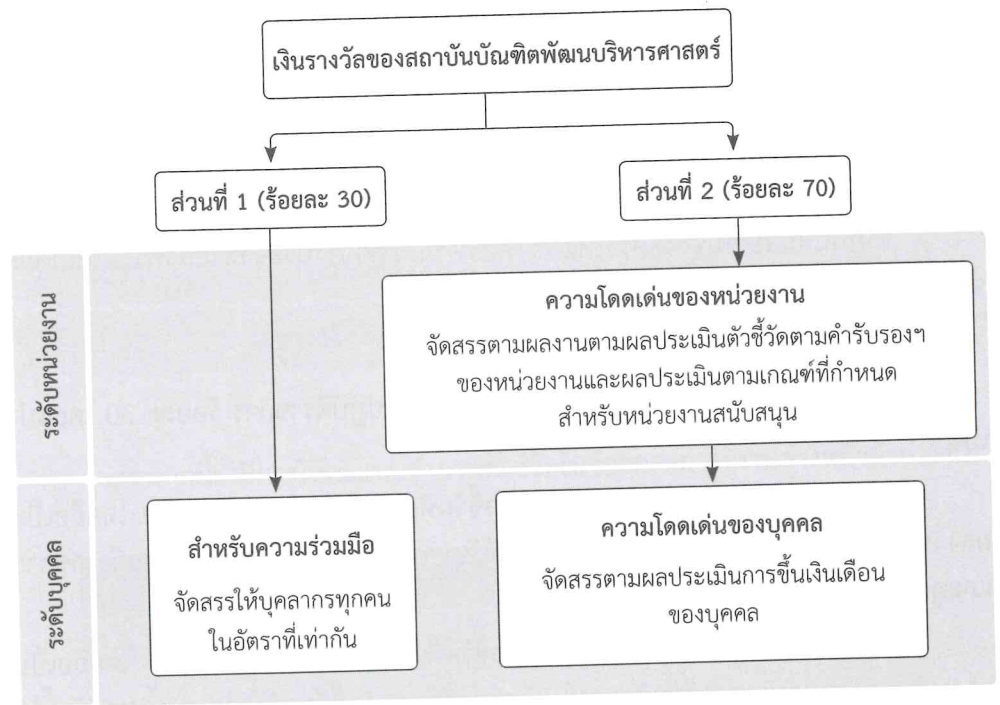 เงินรางวัลของสถาบันบัณฑิตพัฒนบริหารศาสตร์
ส่วนที่ 1 (ร้อยละ 30)
ส่วนที่ 2 (ร้อยละ 70)
ระดับหน่วยงาน
ความโดดเด่นของหน่วยงาน
จัดสรรตามผลงานตามผลประเมินตัวชี้วัดตามคำรับรองฯ
ของหน่วยงานและผลประเมินตามเกณฑ์ที่กำหนด
สำหรับหน่วยงานสนับสนุน
ระดับบุคคล
สำหรับความร่วมมือ
จัดสรรให้บุคลากรทุกคน
ในอัตราที่เท่ากัน
ความโดดเด่นของบุคคล
จัดสรรตามผลประเมินการขึ้นเงินเดือน
ของบุคคล